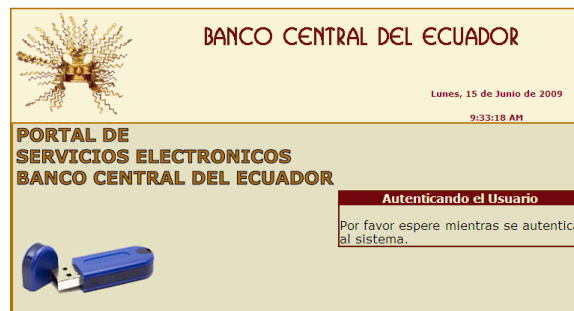 BANCO CENTRAL DEL ECUADOR
Lunes, 15 de Junio de 2009
9:33:18 AM
PORTAL DE
SERVICIOS ELECTRONICOS
BANCO CENTRAL DEL ECUADOR
Autenticando el Usuario
Por favor espere mientras se autentica
al sistema.